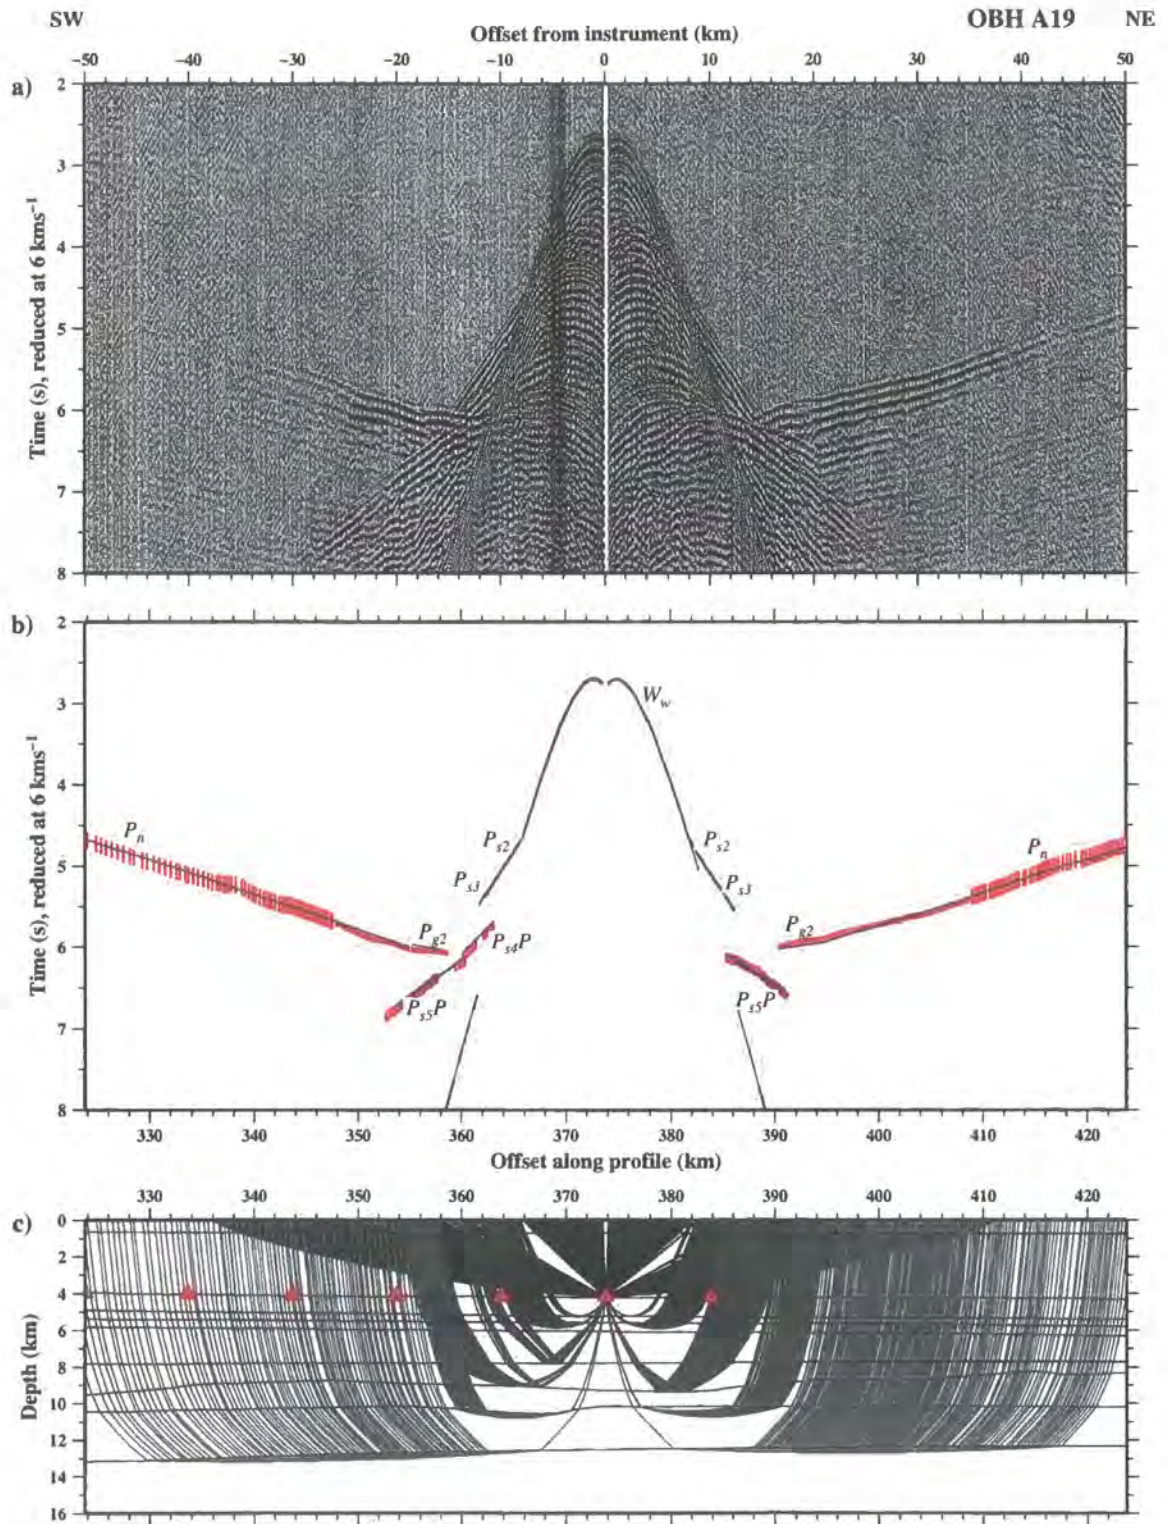 SW
OBH A19
NE
Offset from instrument (km)
−50 −40 −30 −20 −10 0 10 20 30 40 50
a)
2
3
4
5
6
7
8
Time (s), reduced at 6 kms⁻¹
b)
2
3
4
5
6
7
8
Time (s), reduced at 6 kms⁻¹
W_w
P_n
P_s2
P_s2
P_n
P_s3
P_s3
P_g2
P_s4P
P_g2
P_s5P
P_s5P
330 340 350 360 370 380 390 400 410 420
Offset along profile (km)
330 340 350 360 370 380 390 400 410 420
c)
0
2
4
6
8
10
12
14
16
Depth (km)